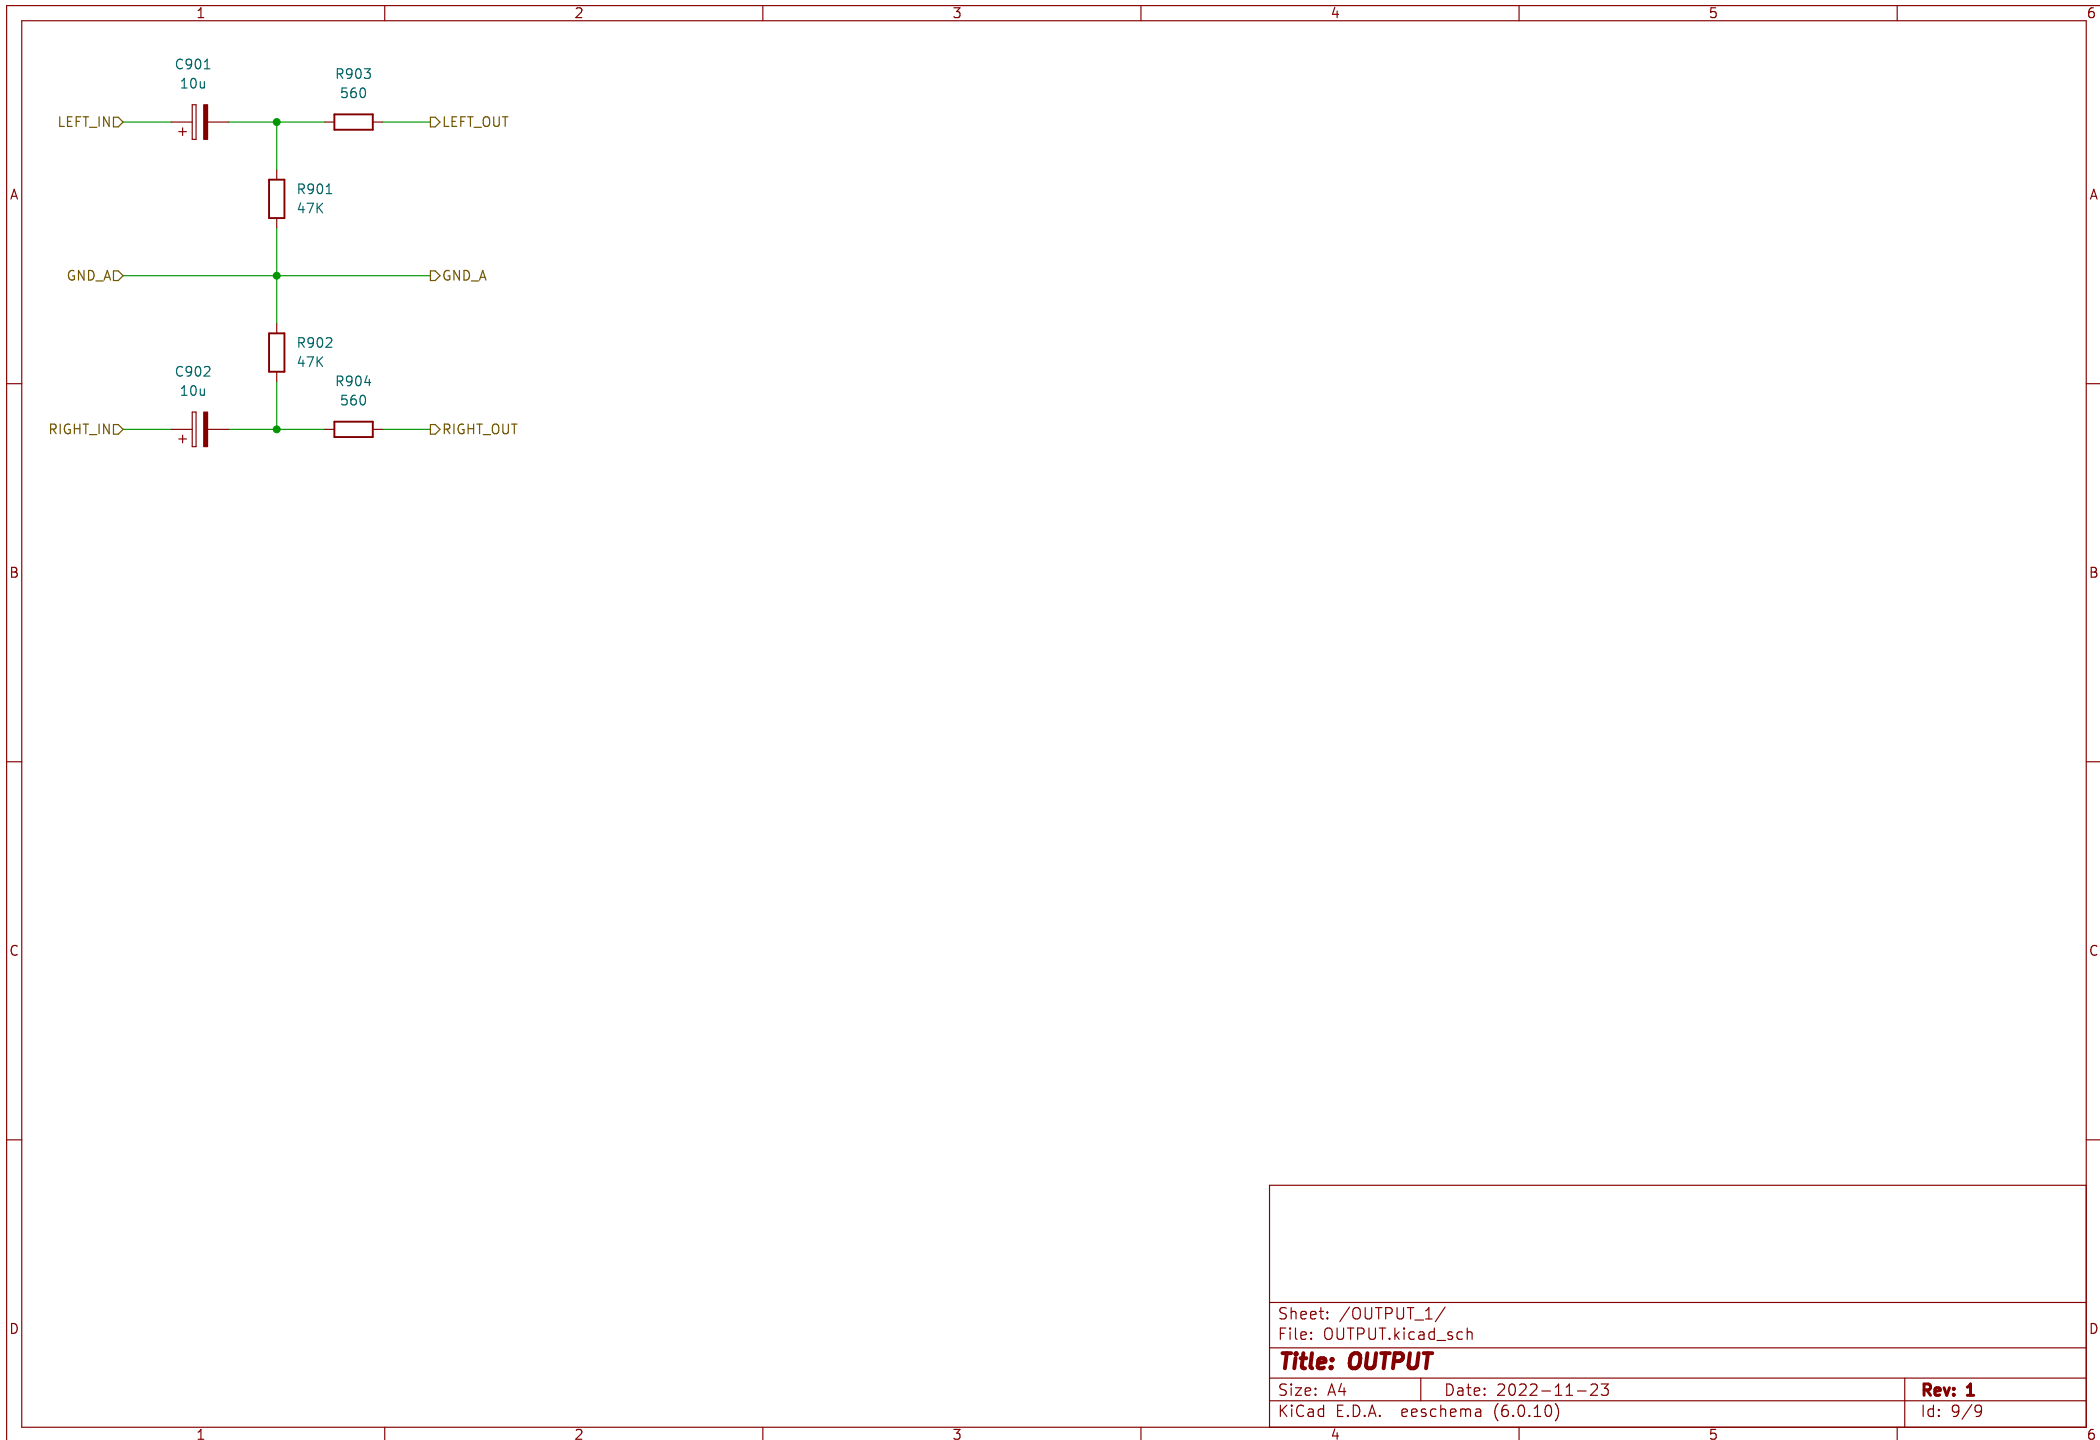 1 2 3 4 5 6
C901
10u
R903
560
LEFT_IN
LEFT_OUT
A
R901
47K
A
GND_A
GND_A
R902
47K
C902
10u
R904
560
RIGHT_IN
RIGHT_OUT
B
B
C
C
Sheet: /OUTPUT_1/
File: OUTPUT.kicad_sch
D
D
Title: OUTPUT
Size: A4
Date: 2022-11-23
Rev: 1
KiCad E.D.A. eeschema (6.0.10)
Id: 9/9
1 2 3 4 5 6